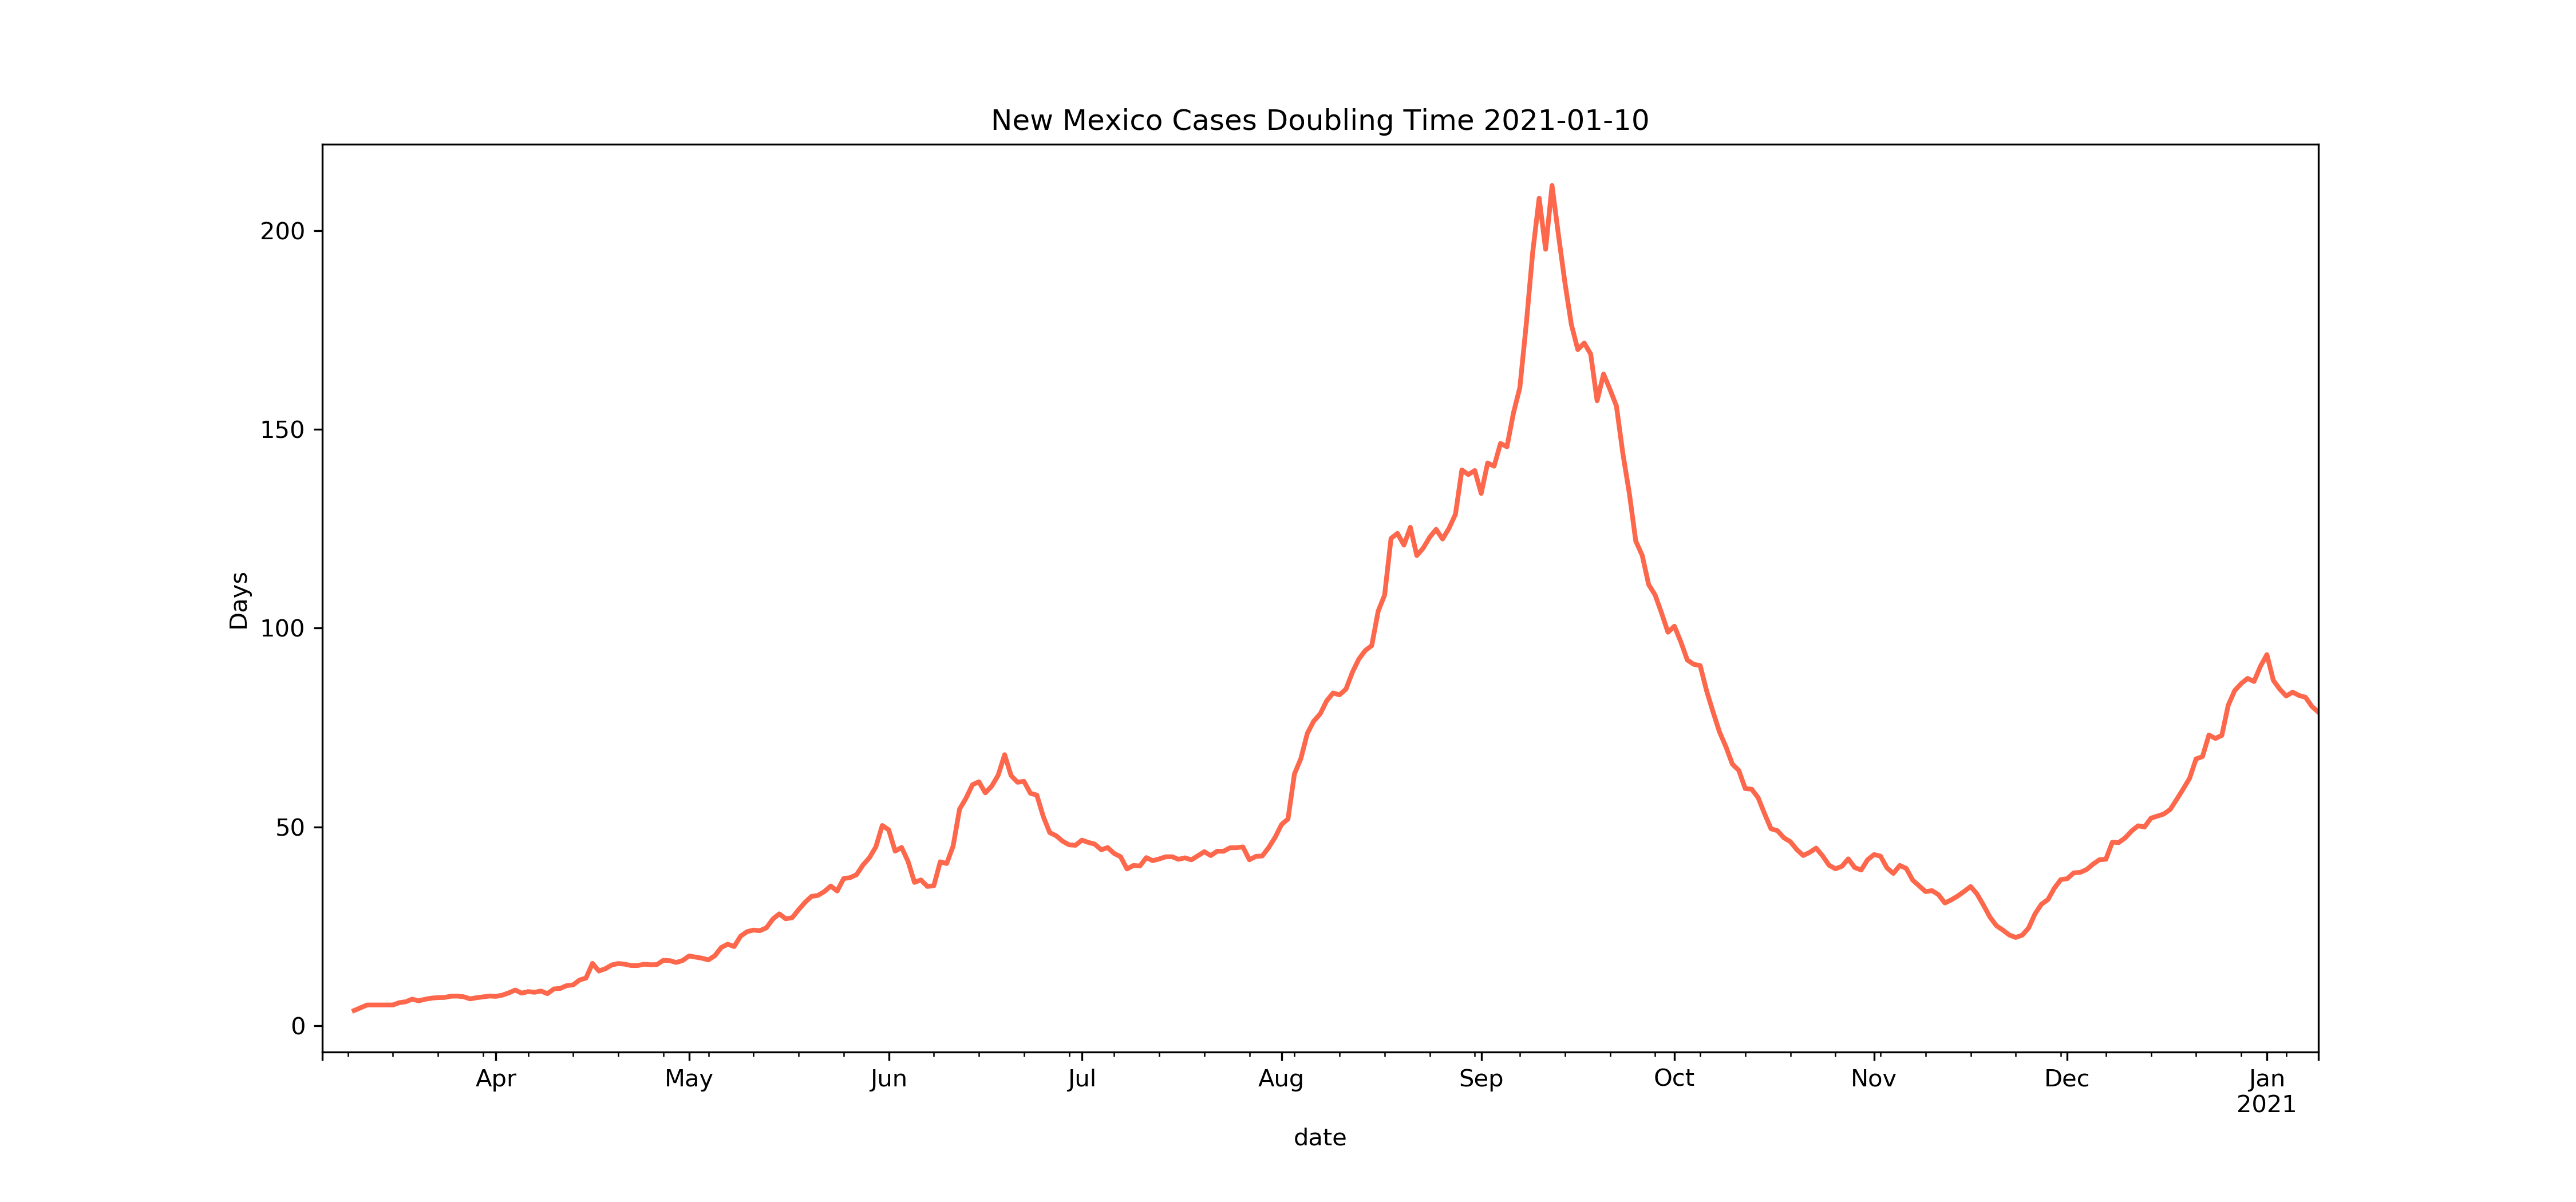 New Mexico Cases Doubling Time 2021-01-10
200
150
100
50
0
Days
Apr May Jun Jul Aug Sep Oct Nov Dec Jan
2021
date